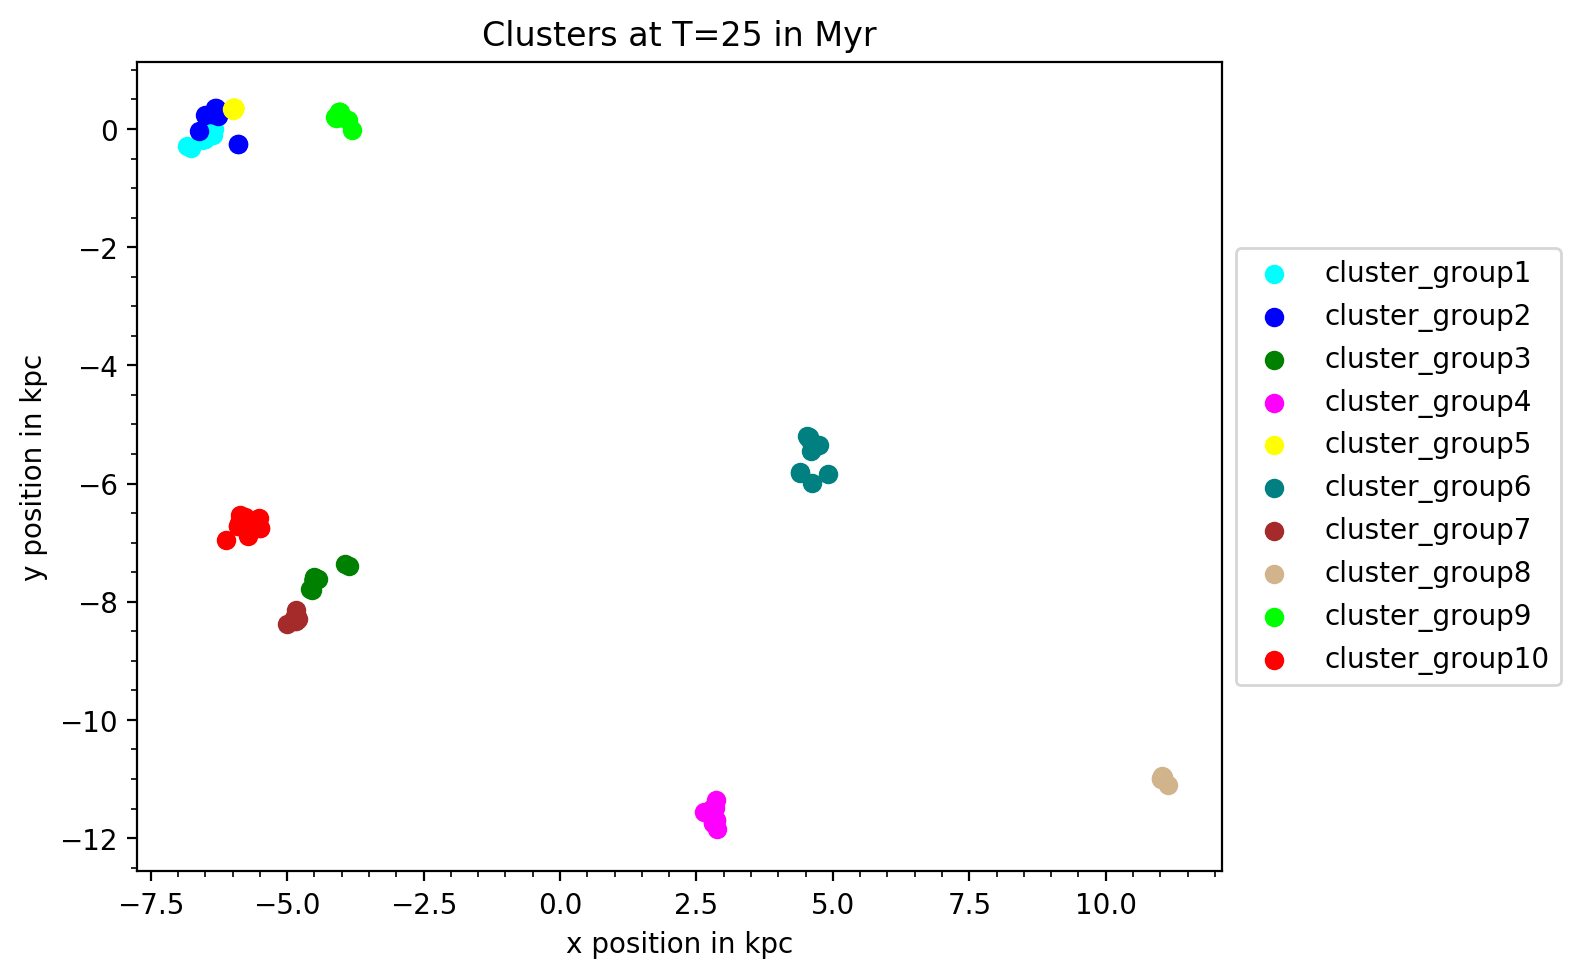 Clusters at T=25 in Myr
y position in kpc
0
−2
−4
−6
−8
−10
−12
−7.5 −5.0 −2.5 0.0 2.5 5.0 7.5 10.0
x position in kpc
cluster_group1
cluster_group2
cluster_group3
cluster_group4
cluster_group5
cluster_group6
cluster_group7
cluster_group8
cluster_group9
cluster_group10